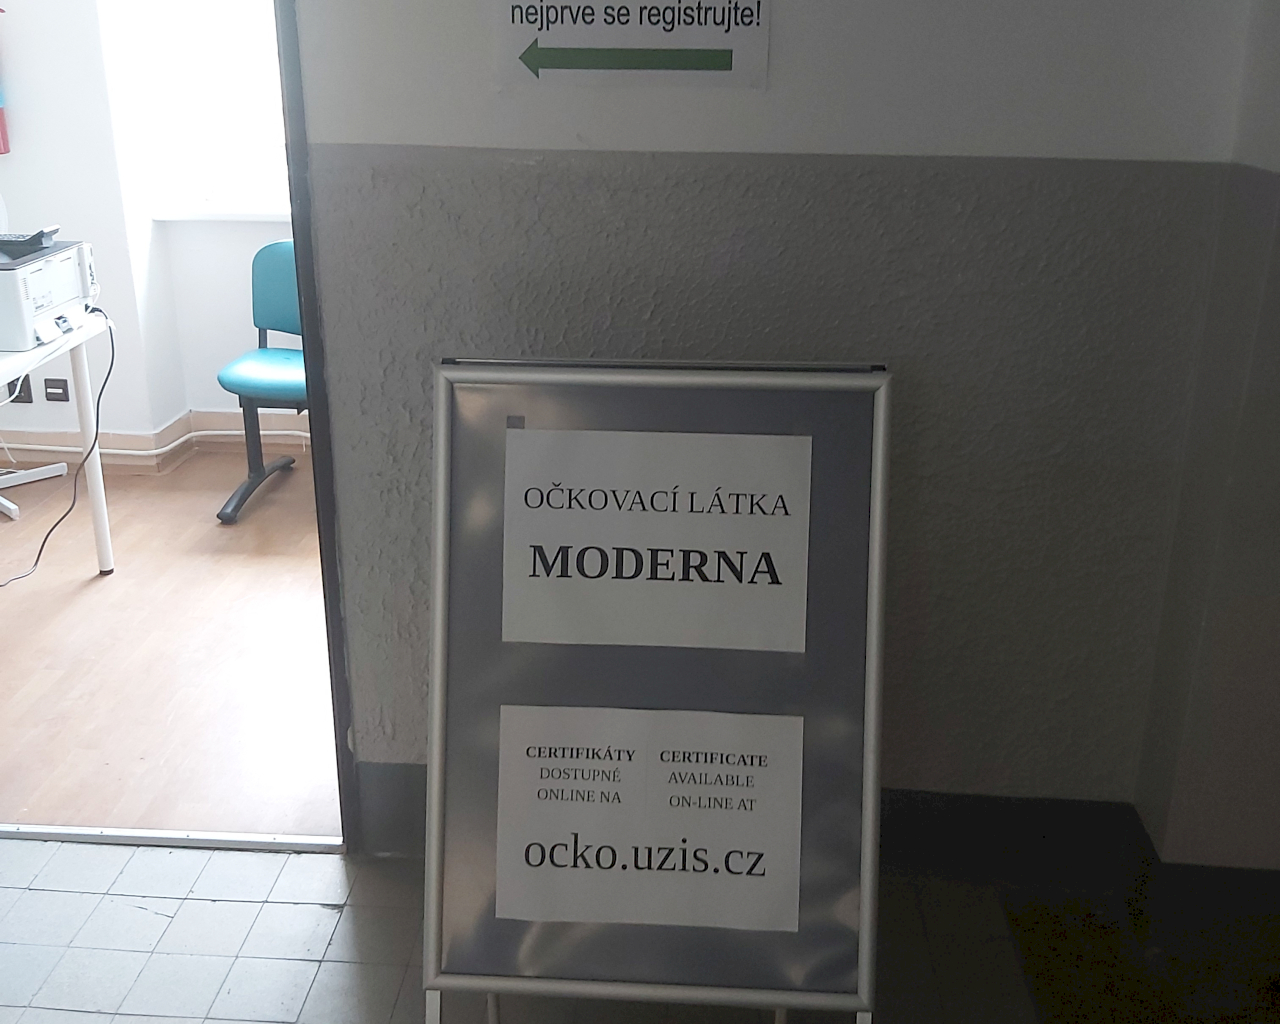 nejprve se registrujte!
OČKOVACÍ LÁTKA
MODERNA
CERTIFIKÁTY
DOSTUPNÉ
ONLINE NA
CERTIFICATE
AVAILABLE
ON-LINE AT
ocko.uzis.cz